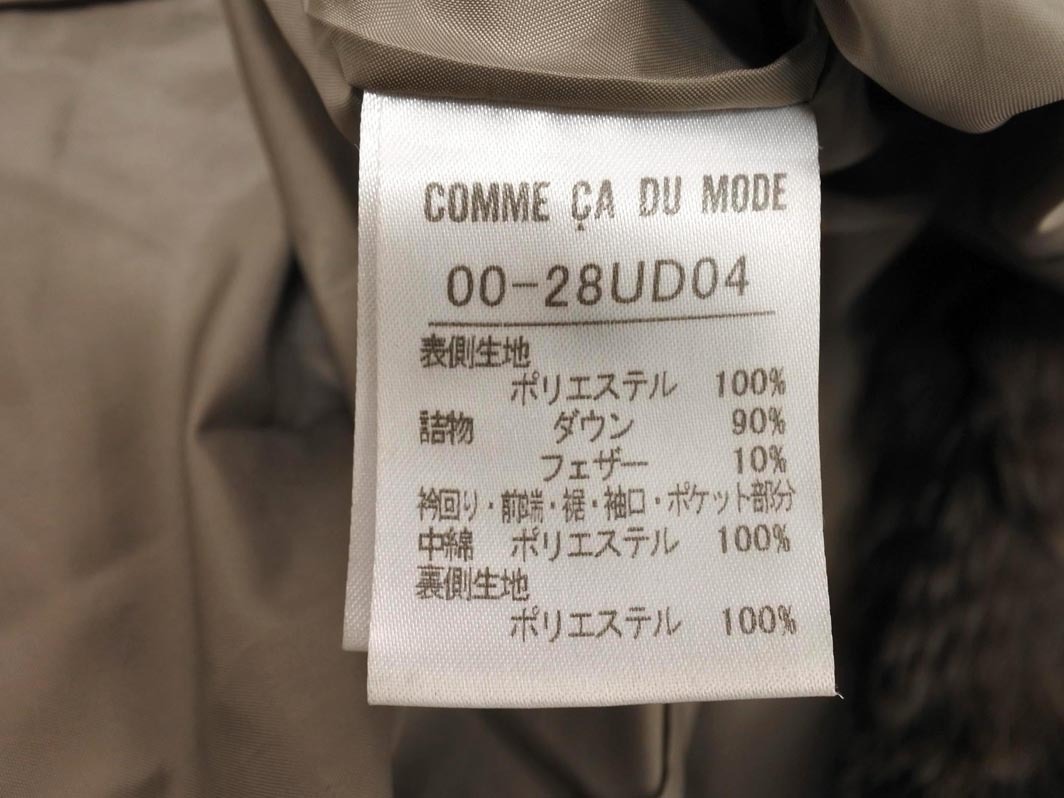 COMME ÇA DU MODE
00-28UD04
表側生地
ポリエステル 100%
詰物 ダウン 90%
フェザー 10%
衿回り・前端・裾・袖口・ポケット部分
中綿 ポリエステル 100%
裏側生地
ポリエステル 100%